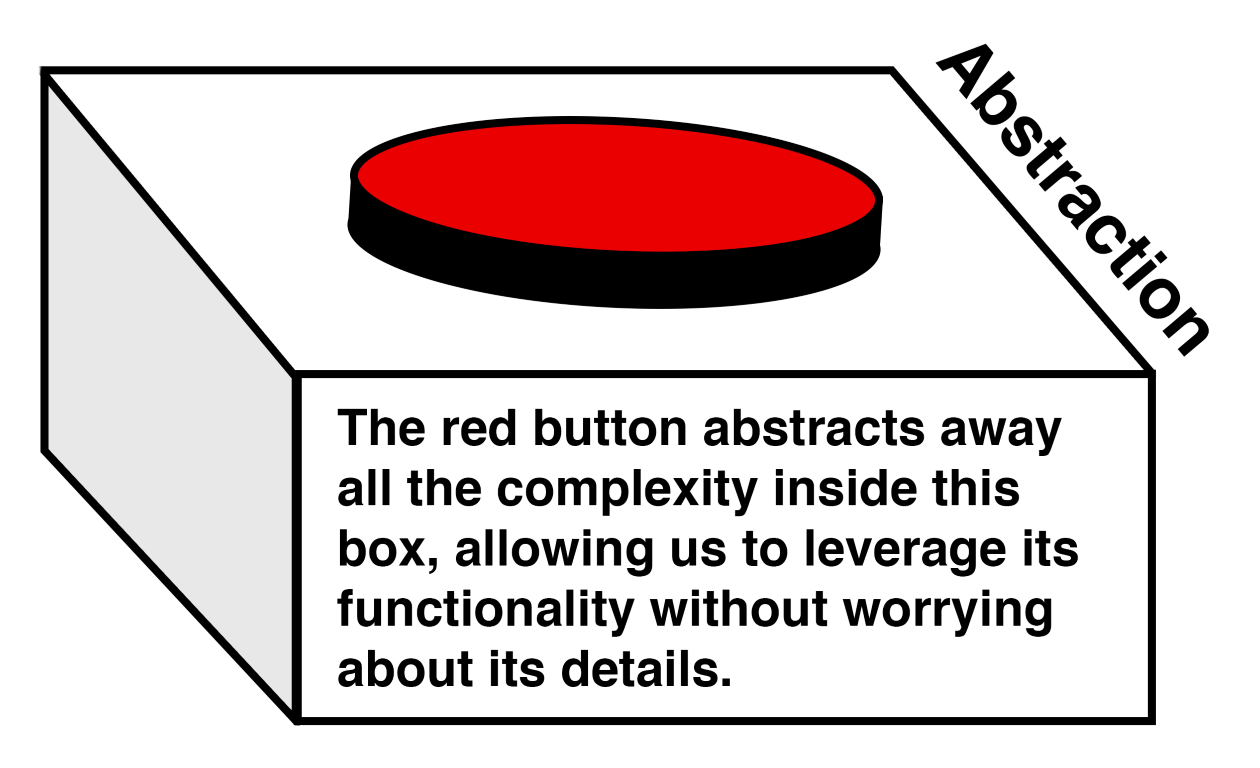 Abstraction
The red button abstracts away
all the complexity inside this
box, allowing us to leverage its
functionality without worrying
about its details.